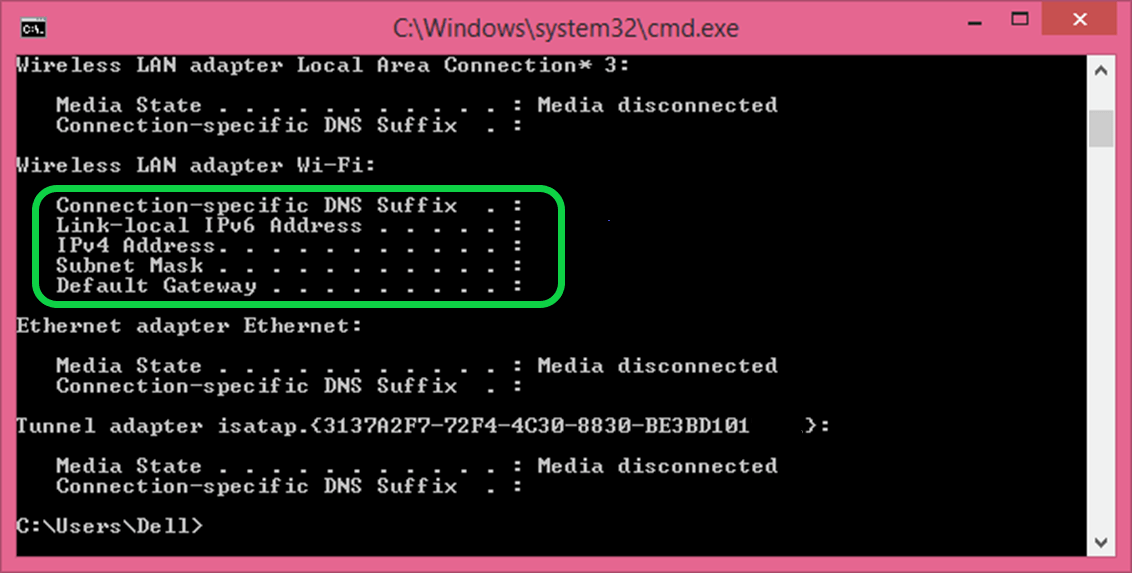 C:\Windows\system32\cmd.exe
Wireless LAN adapter Local Area Connection* 3:
Media State . . . . . . . . . . . : Media disconnected
Connection-specific DNS Suffix  . :
Wireless LAN adapter Wi-Fi:
Connection-specific DNS Suffix  . :
Link-local IPv6 Address . . . . . :
IPv4 Address. . . . . . . . . . . :
Subnet Mask . . . . . . . . . . . :
Default Gateway . . . . . . . . . :
Ethernet adapter Ethernet:
Media State . . . . . . . . . . . : Media disconnected
Connection-specific DNS Suffix  . :
Tunnel adapter isatap.{3137A2F7-72F4-4C30-8830-BE3BD101    }:
Media State . . . . . . . . . . . : Media disconnected
Connection-specific DNS Suffix  . :
C:\Users\Dell>